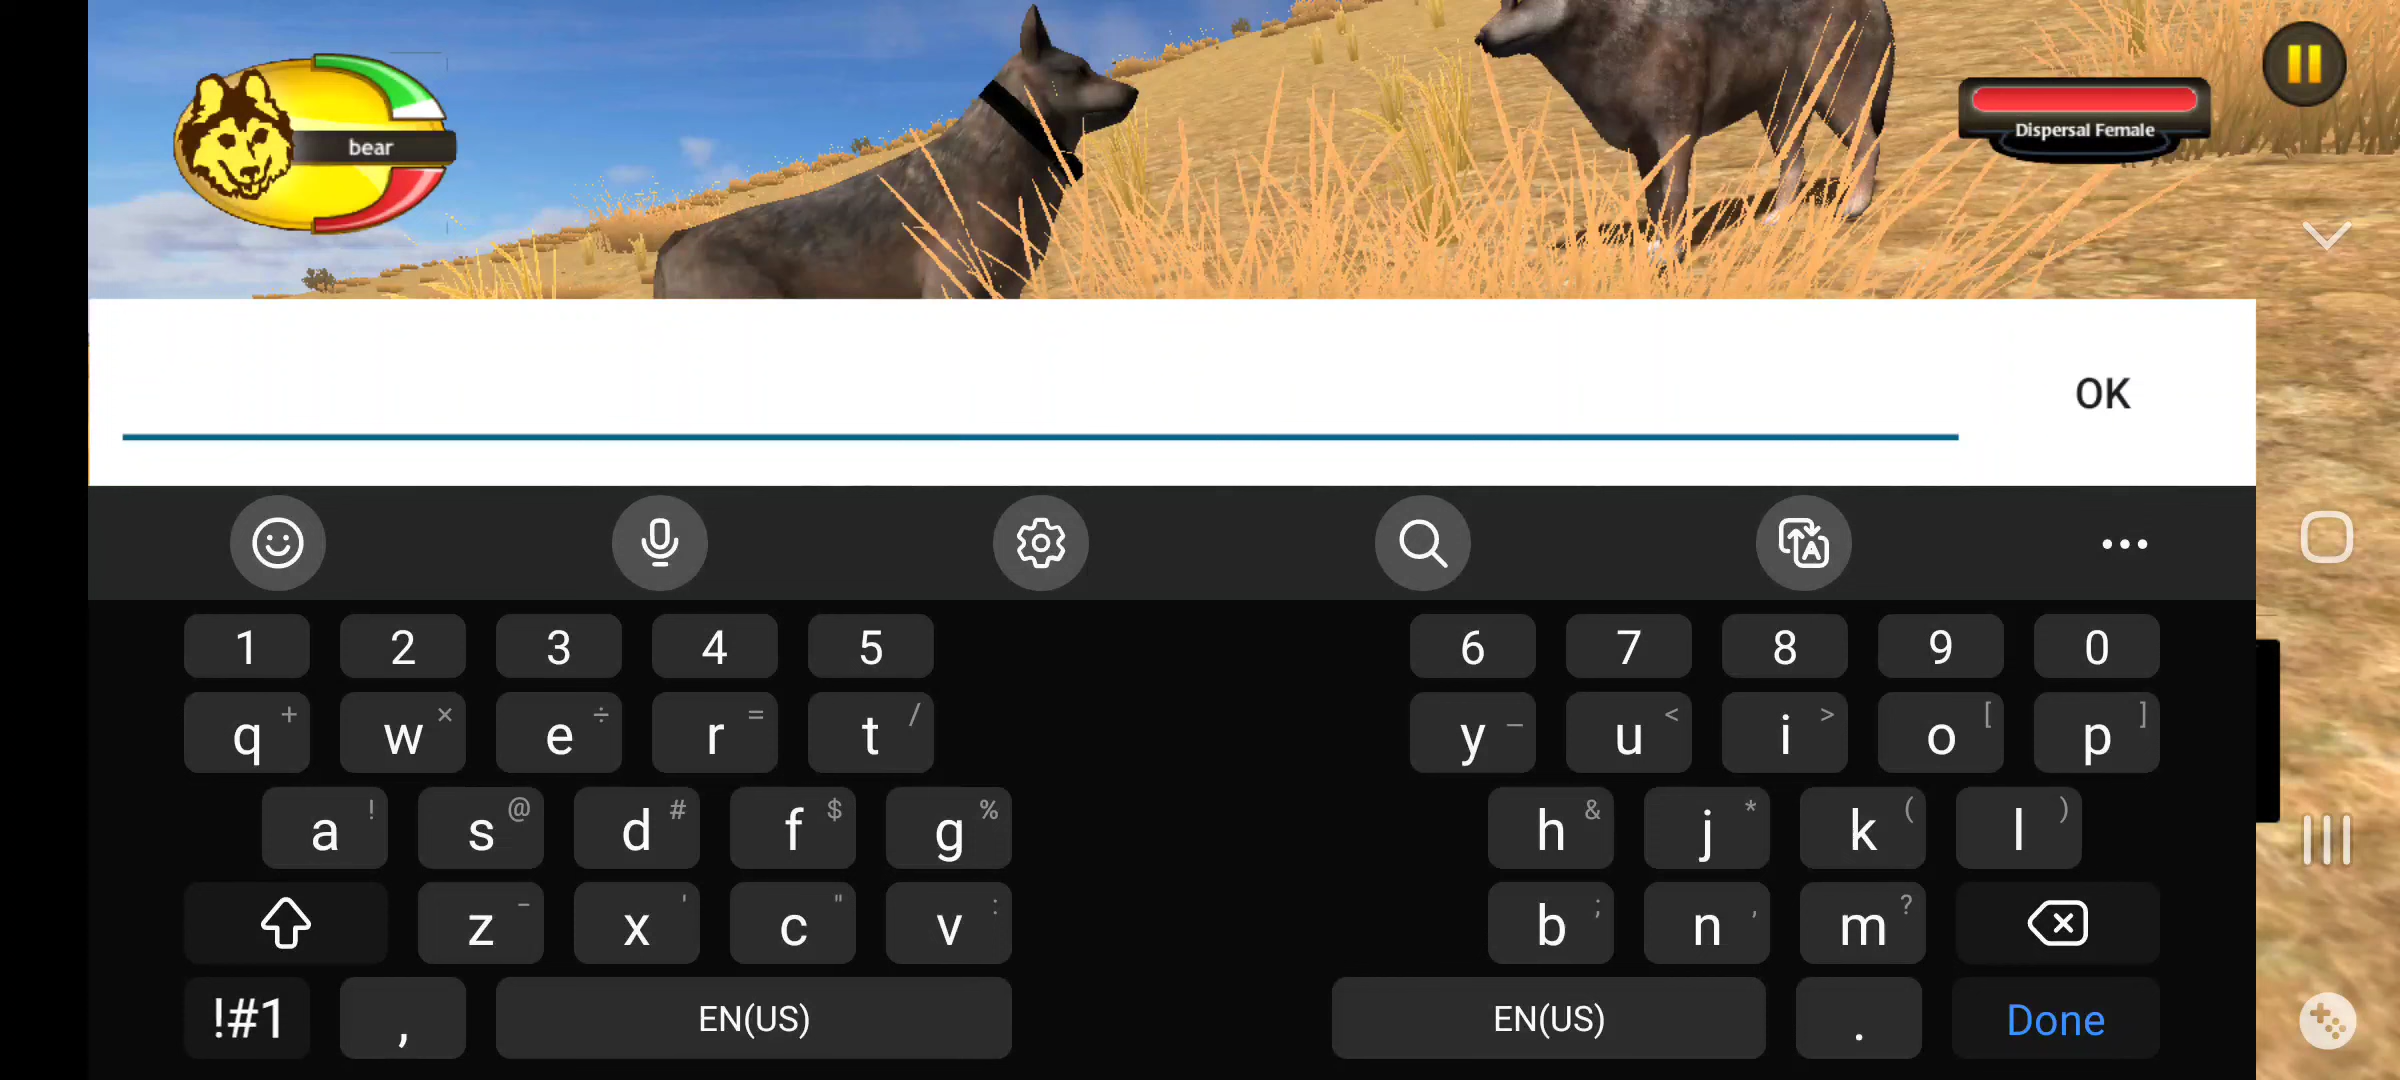 bear
Dispersal Female
OK
1 2 3 4 5 6 7 8 9 0
q + w × e ÷ r = t / y _ u < i > o [ p ]
a ! s @ d # f $ g % h & j * k ( l )
z - x ' c " v : b ; n , m ?
!#1 , EN(US) EN(US) . Done